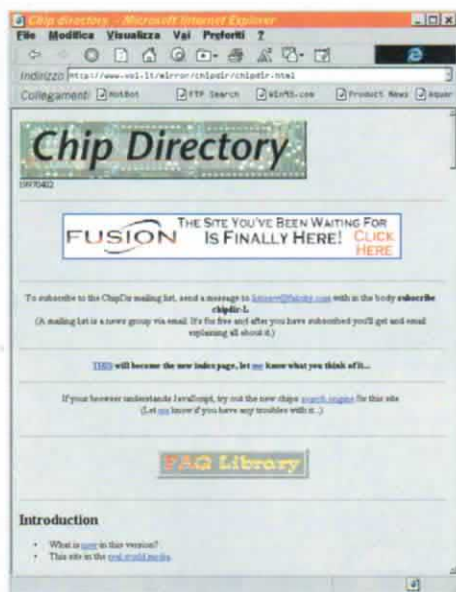 Chip directory - Microsoft Internet Explorer
File Modifica Visualizza Vai Preferiti ?
Indirizzo http://www.vol.it/mirror/chipdir/chipdir.html
Collegamenti HotBot FTP Search Win95.com Product News
Chip Directory
19970402
FUSION THE SITE YOU'VE BEEN WAITING FOR
IS FINALLY HERE! CLICK
HERE
To subscribe to the ChipDir mailing list, send a message to with in the body subscribe
chipdir-L
(A mailing list is a news group via email. It's for free and after you have subscribed you'll get and email
explaining all about it.)
THIS will become the new index page, let me know what you think of it...
If your browser understands JavaScript, try out the new chips search engine for this site
(Let me know if you have any troubles with it...)
FAQ Library
Introduction
What is new in this version?
This site in the real world media.